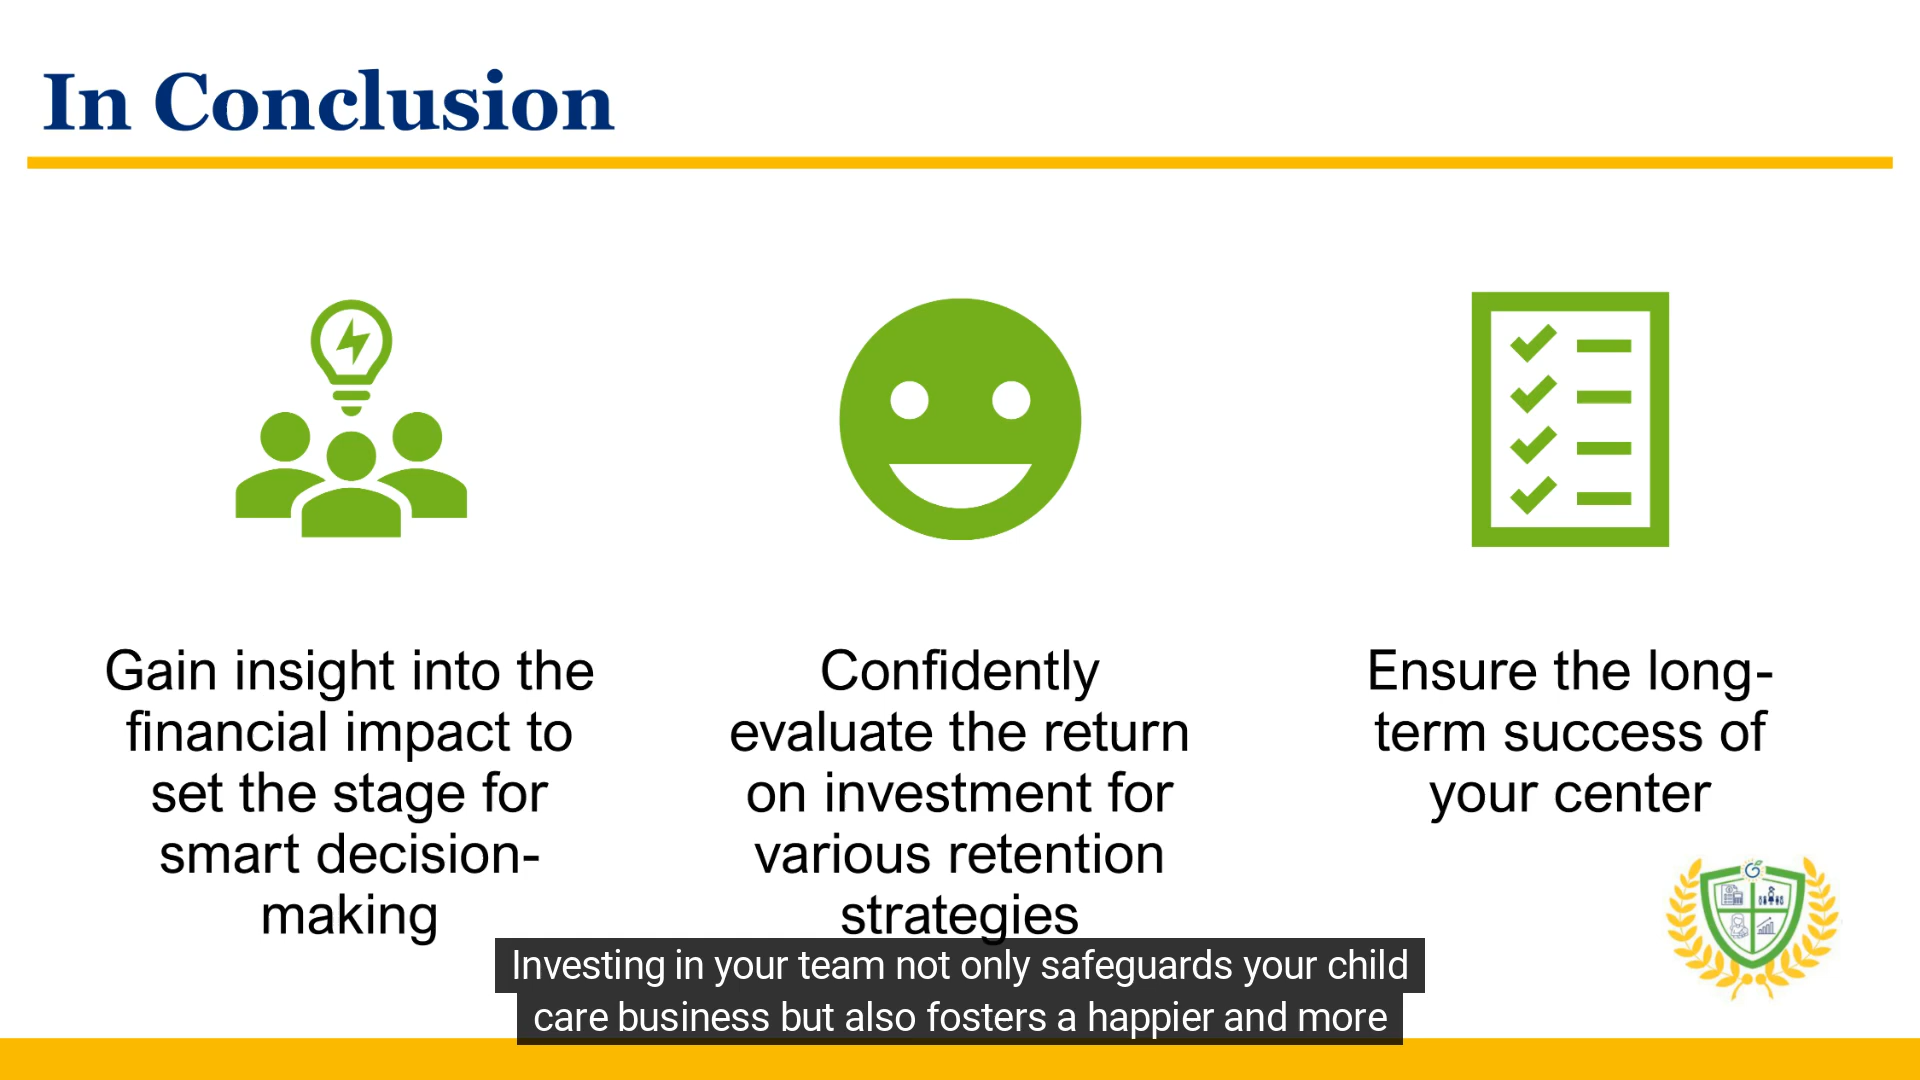 In Conclusion
Gain insight into the
financial impact to
set the stage for
smart decision-
making
Confidently
evaluate the return
on investment for
various retention
strategies
Ensure the long-
term success of
your center
Investing in your team not only safeguards your child
care business but also fosters a happier and more